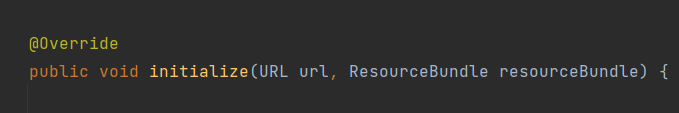 @Override
public void initialize(URL url, ResourceBundle resourceBundle) {